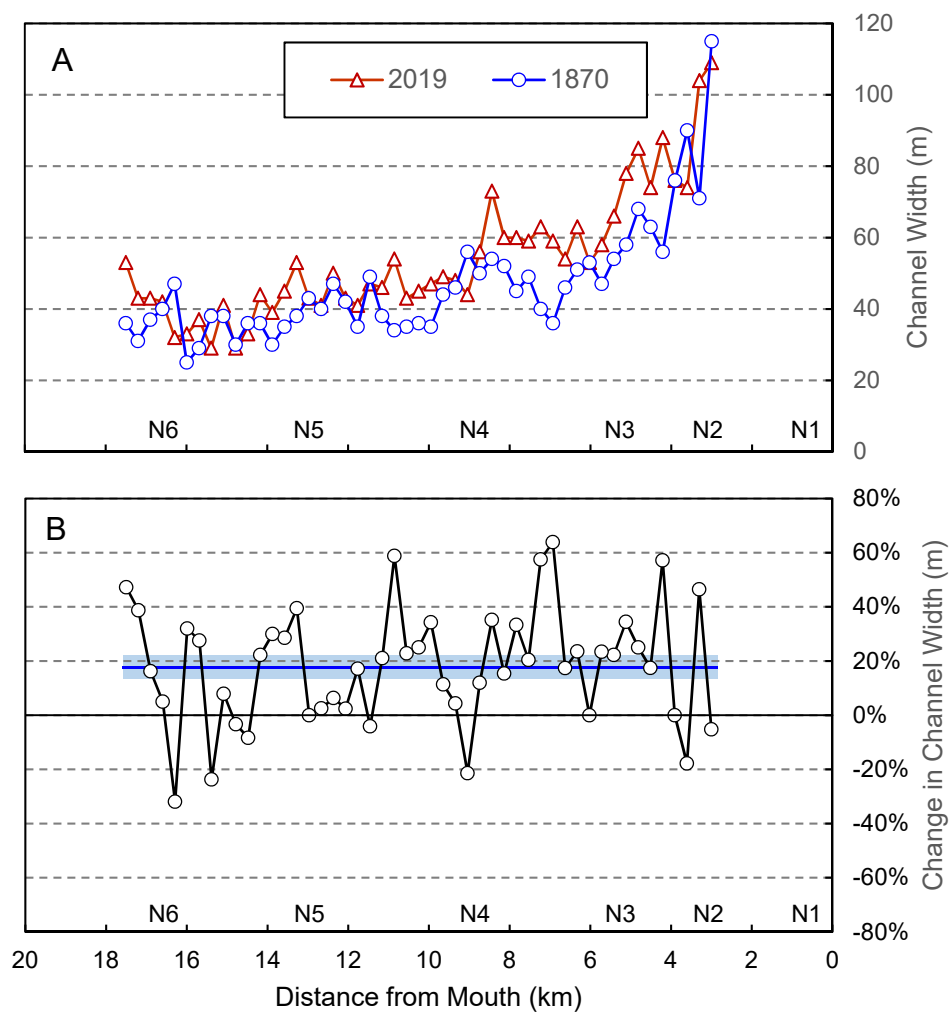 A
2019
1870
120
100
80
60
40
20
0
Channel Width (m)
N6 N5 N4 N3 N2 N1
B
80%
60%
40%
20%
0%
-20%
-40%
-60%
-80%
Change in Channel Width (m)
N6 N5 N4 N3 N2 N1
20 18 16 14 12 10 8 6 4 2 0
Distance from Mouth (km)